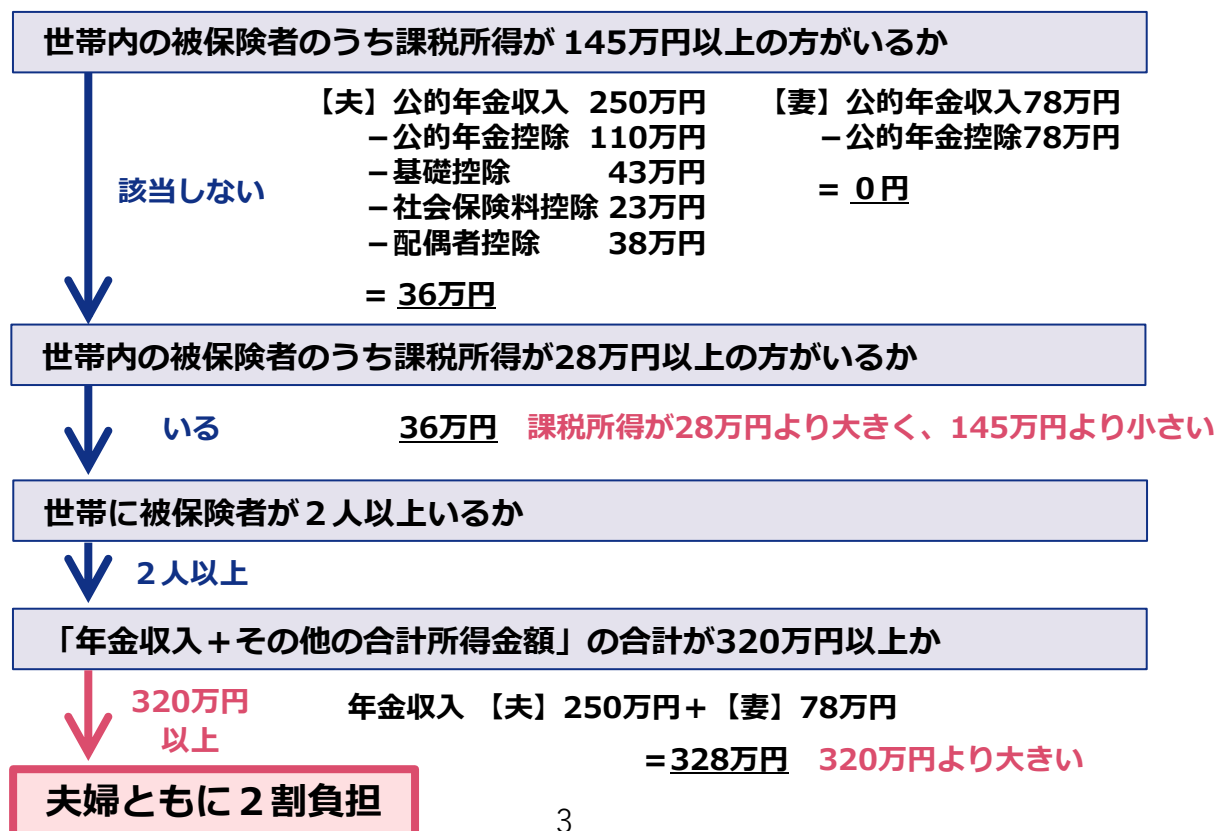 世帯内の被保険者のうち課税所得が 145万円以上の方がいるか
【夫】公的年金収入 250万円
－公的年金控除 110万円
－基礎控除 43万円
－社会保険料控除 23万円
－配偶者控除 38万円
= 36万円
【妻】公的年金収入78万円
－公的年金控除78万円
= ０円
該当しない
世帯内の被保険者のうち課税所得が28万円以上の方がいるか
いる
36万円 課税所得が28万円より大きく、145万円より小さい
世帯に被保険者が２人以上いるか
２人以上
「年金収入＋その他の合計所得金額」の合計が320万円以上か
320万円
以上
年金収入 【夫】250万円＋【妻】78万円
=328万円 320万円より大きい
夫婦ともに２割負担
3